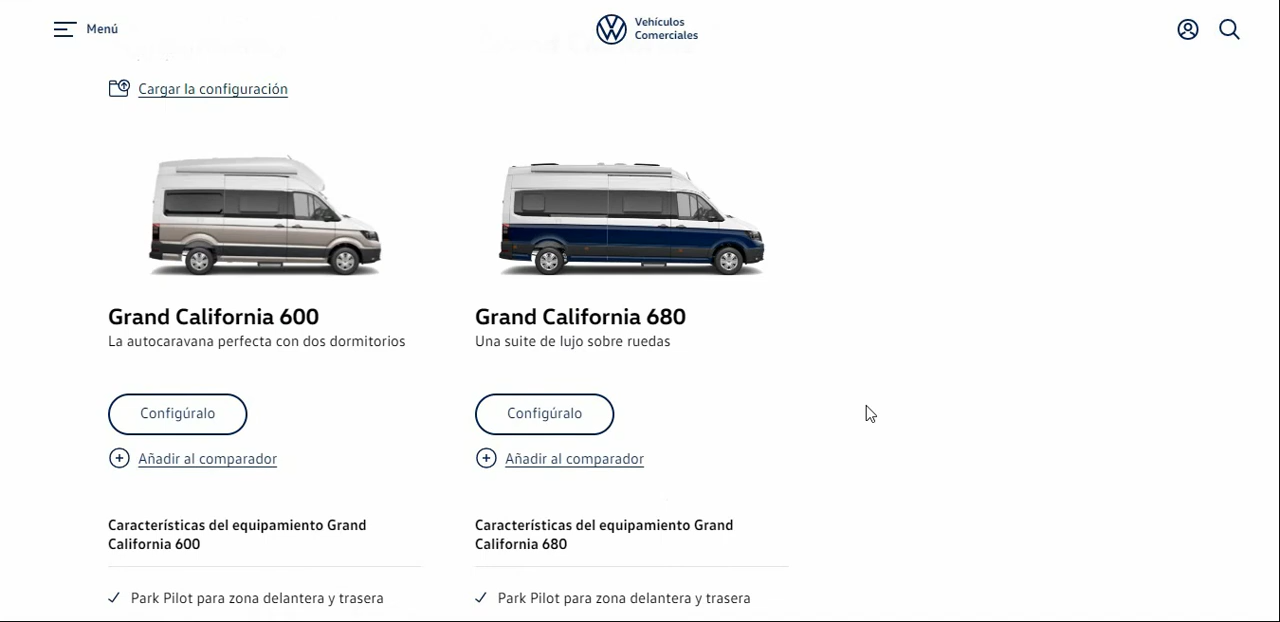 Menú
Vehículos
Comerciales
Cargar la configuración
Grand California 600
La autocaravana perfecta con dos dormitorios
Configúralo
Añadir al comparador
Características del equipamiento Grand
California 600
Park Pilot para zona delantera y trasera
Grand California 680
Una suite de lujo sobre ruedas
Configúralo
Añadir al comparador
Características del equipamiento Grand
California 680
Park Pilot para zona delantera y trasera